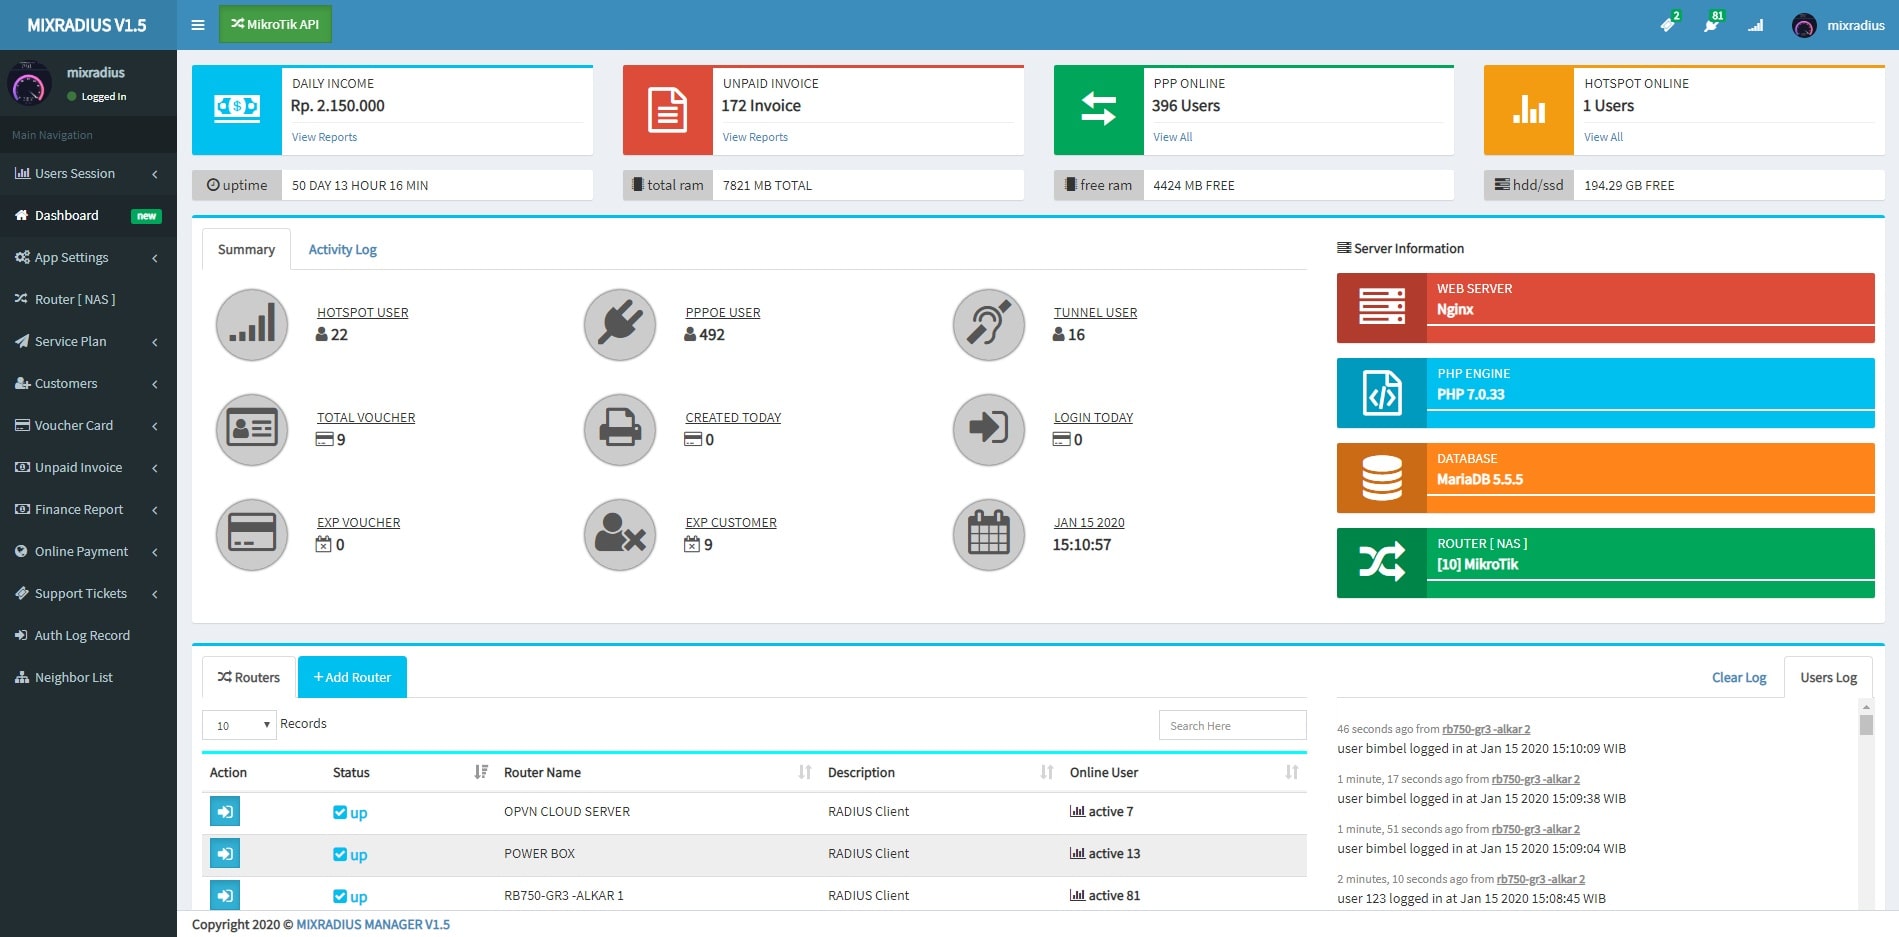 MIXRADIUS V1.5
MikroTik API
2
81
mixradius
mixradius
Logged In
Main Navigation
Users Session
Dashboard new
App Settings
Router [ NAS ]
Service Plan
Customers
Voucher Card
Unpaid Invoice
Finance Report
Online Payment
Support Tickets
Auth Log Record
Neighbor List
DAILY INCOME
Rp. 2.150.000
View Reports
UNPAID INVOICE
172 Invoice
View Reports
PPP ONLINE
396 Users
View All
HOTSPOT ONLINE
1 Users
View All
uptime 50 DAY 13 HOUR 16 MIN
total ram 7821 MB TOTAL
free ram 4424 MB FREE
hdd/ssd 194.29 GB FREE
Summary
Activity Log
HOTSPOT USER
22
PPPOE USER
492
TUNNEL USER
16
TOTAL VOUCHER
9
CREATED TODAY
0
LOGIN TODAY
0
EXP VOUCHER
0
EXP CUSTOMER
9
JAN 15 2020
15:10:57
Server Information
WEB SERVER
Nginx
PHP ENGINE
PHP 7.0.33
DATABASE
MariaDB 5.5.5
ROUTER [ NAS ]
[10] MikroTik
Routers
+ Add Router
10 Records
Search Here
Action Status Router Name Description Online User
up OPVN CLOUD SERVER RADIUS Client active 7
up POWER BOX RADIUS Client active 13
up RB750-GR3 -ALKAR 1 RADIUS Client active 81
Clear Log
Users Log
46 seconds ago from rb750-gr3 -alkar 2
user bimbel logged in at Jan 15 2020 15:10:09 WIB
1 minute, 17 seconds ago from rb750-gr3 -alkar 2
user bimbel logged in at Jan 15 2020 15:09:38 WIB
1 minute, 51 seconds ago from rb750-gr3 -alkar 2
user bimbel logged in at Jan 15 2020 15:09:04 WIB
2 minutes, 10 seconds ago from rb750-gr3 -alkar 2
user 123 logged in at Jan 15 2020 15:08:45 WIB
Copyright 2020 © MIXRADIUS MANAGER V1.5